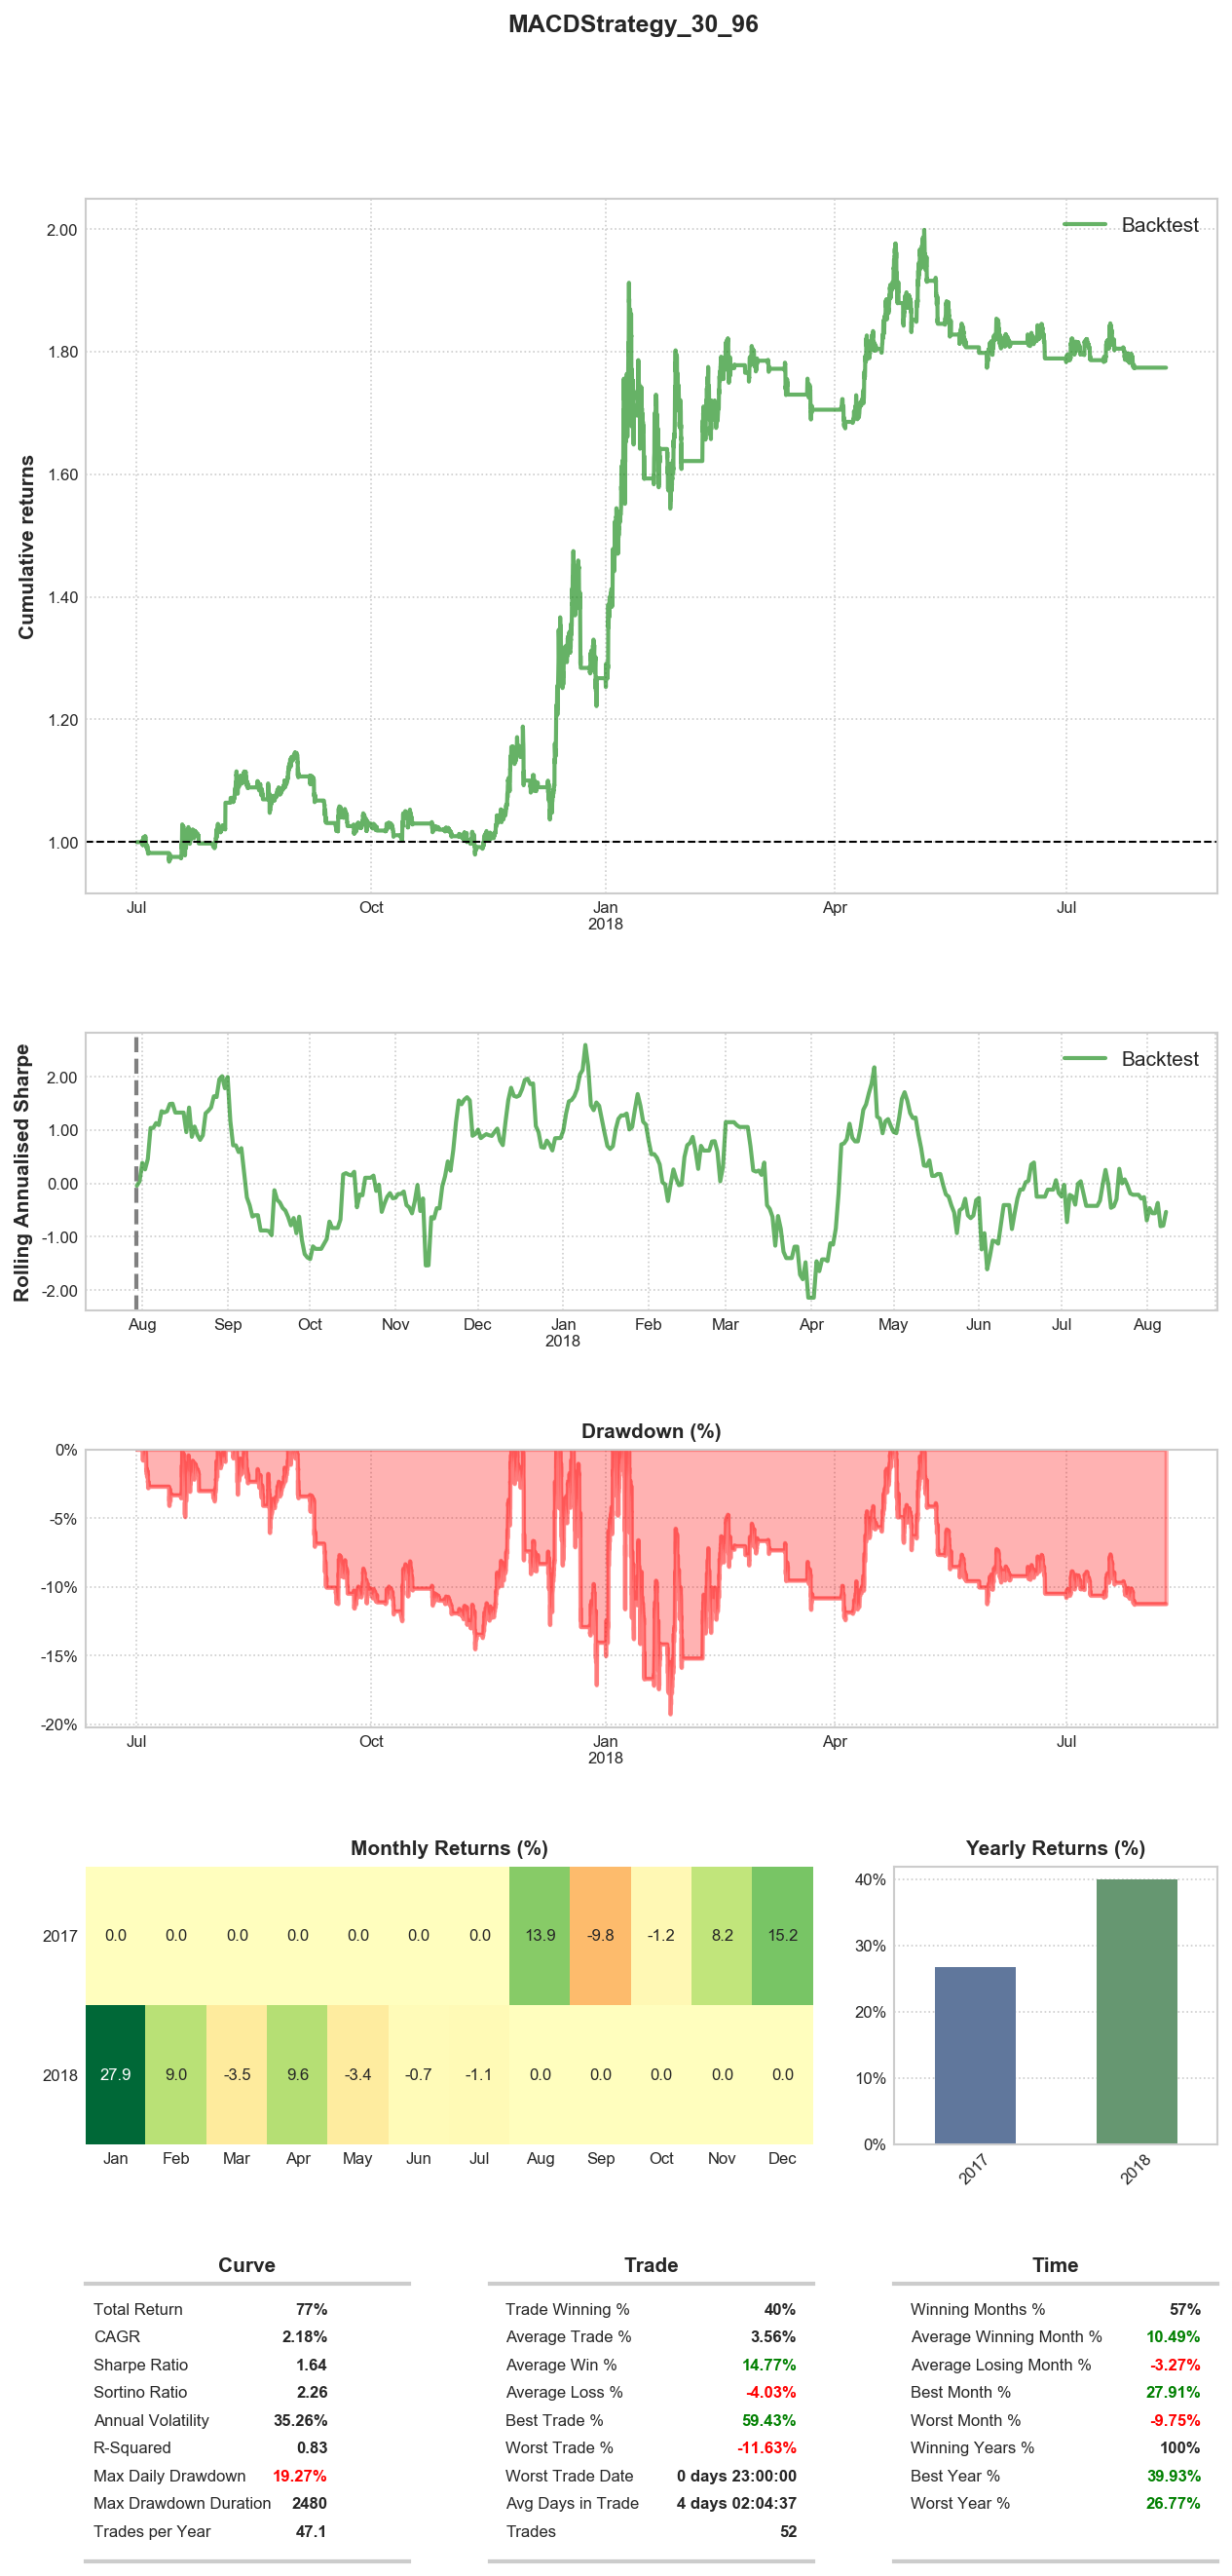 MACDStrategy_30_96
Backtest
Cumulative returns
2.00
1.80
1.60
1.40
1.20
1.00
Jul Oct Jan Apr Jul
2018
Backtest
Rolling Annualised Sharpe
2.00
1.00
0.00
-1.00
-2.00
Aug Sep Oct Nov Dec Jan Feb Mar Apr May Jun Jul Aug
2018
Drawdown (%)
0%
-5%
-10%
-15%
-20%
Jul Oct Jan Apr Jul
2018
Monthly Returns (%)
2017 0.0 0.0 0.0 0.0 0.0 0.0 0.0 13.9 -9.8 -1.2 8.2 15.2
2018 27.9 9.0 -3.5 9.6 -3.4 -0.7 -1.1 0.0 0.0 0.0 0.0 0.0
Jan Feb Mar Apr May Jun Jul Aug Sep Oct Nov Dec
Yearly Returns (%)
40%
30%
20%
10%
0%
2017 2018
Curve
Total Return 77%
CAGR 2.18%
Sharpe Ratio 1.64
Sortino Ratio 2.26
Annual Volatility 35.26%
R-Squared 0.83
Max Daily Drawdown 19.27%
Max Drawdown Duration 2480
Trades per Year 47.1
Trade
Trade Winning % 40%
Average Trade % 3.56%
Average Win % 14.77%
Average Loss % -4.03%
Best Trade % 59.43%
Worst Trade % -11.63%
Worst Trade Date 0 days 23:00:00
Avg Days in Trade 4 days 02:04:37
Trades 52
Time
Winning Months % 57%
Average Winning Month % 10.49%
Average Losing Month % -3.27%
Best Month % 27.91%
Worst Month % -9.75%
Winning Years % 100%
Best Year % 39.93%
Worst Year % 26.77%